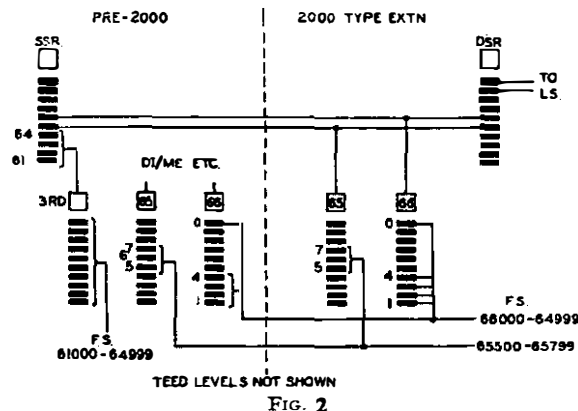 PRE-2000
2000 TYPE EXTN
SSR
DSR
TO
LS.
64
61
DI/ME ETC.
3RD
65
66
65
66
0
7
6
5
4
1
0
7
5
4
1
F.S.
61000-64999
F.S.
66000-64999
65500-65799
TEED LEVELS NOT SHOWN
FIG. 2